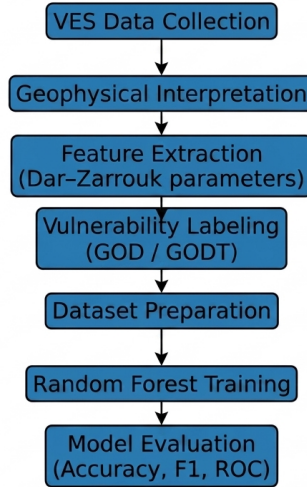 VES Data Collection
Geophysical Interpretation
Feature Extraction
(Dar–Zarrouk parameters)
Vulnerability Labeling
(GOD / GODT)
Dataset Preparation
Random Forest Training
Model Evaluation
(Accuracy, F1, ROC)